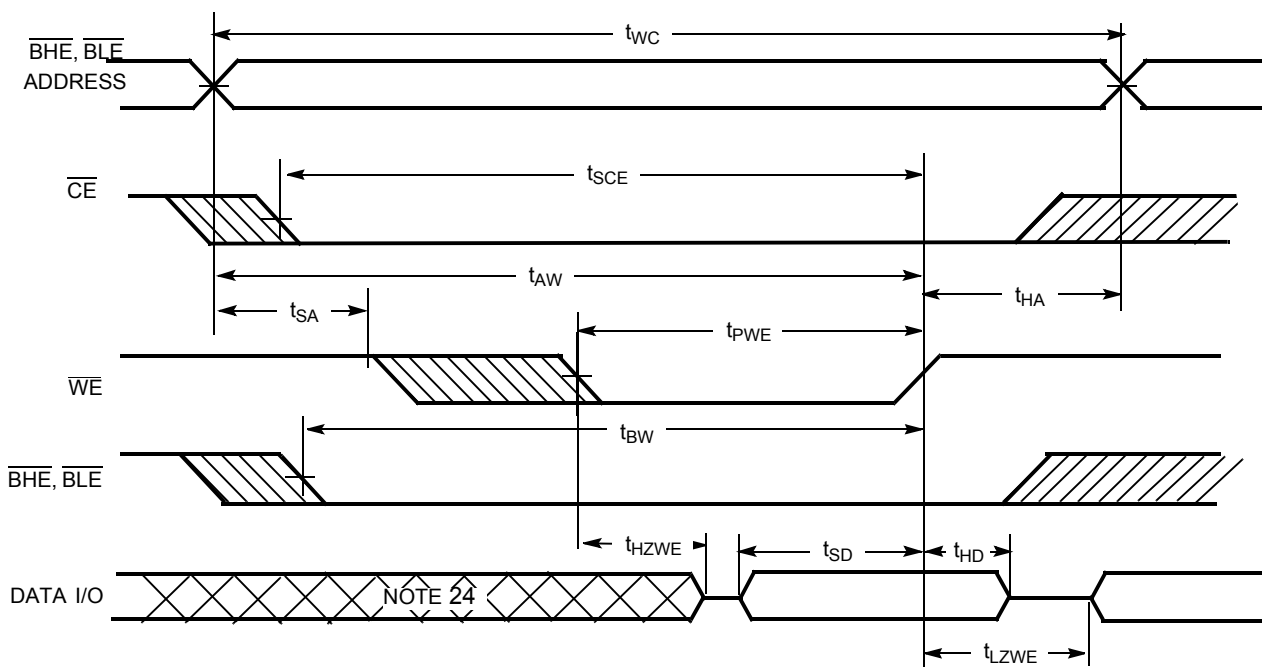 tWC
BHE, BLE
ADDRESS
tSCE
CE
tAW
tSA
tHA
tPWE
WE
tBW
BHE, BLE
tHZWE
tSD
tHD
DATA I/O
NOTE 24
tLZWE